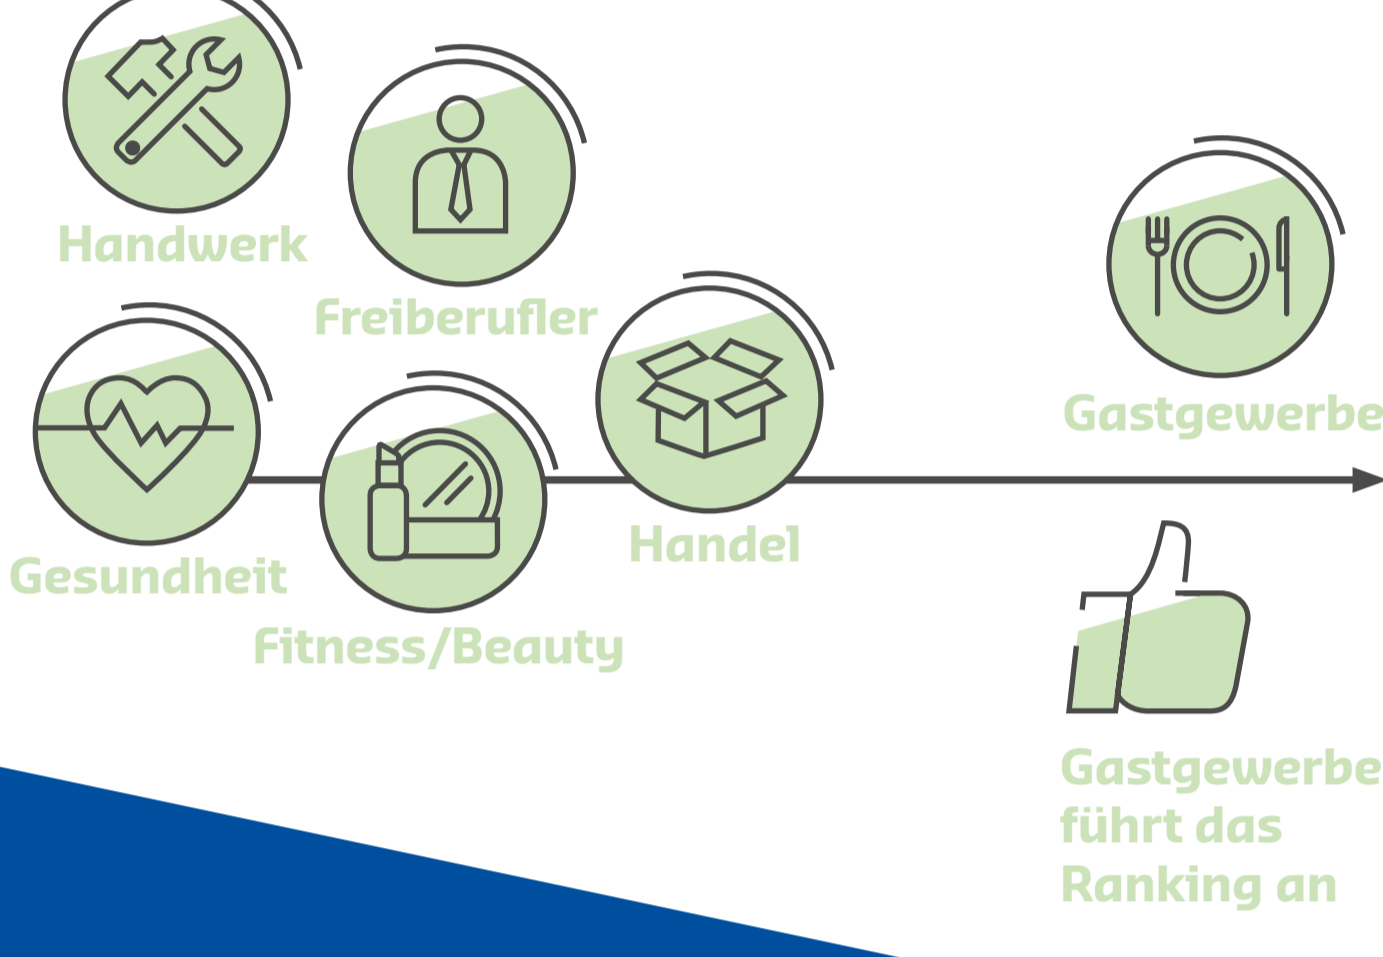 Handwerk
Freiberufler
Gastgewerbe
Gesundheit
Handel
Fitness/Beauty
Gastgewerbe
führt das
Ranking an